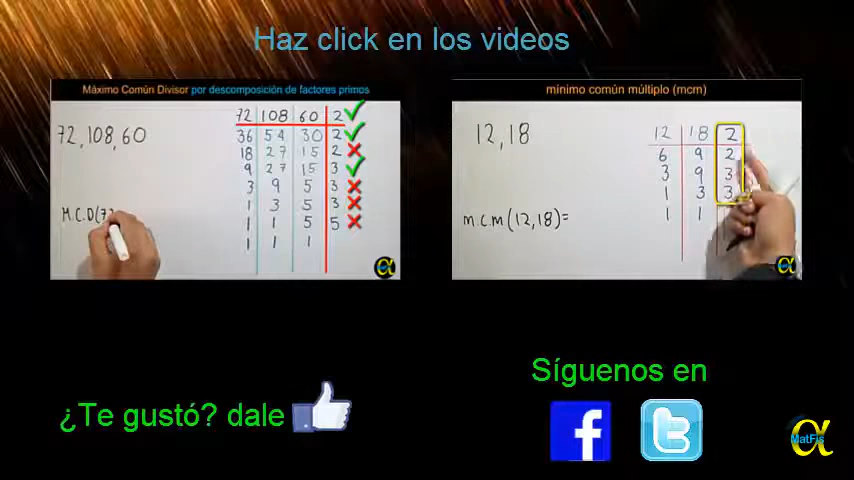 Haz click en los videos
Máximo Común Divisor por descomposición de factores primos
72, 108, 60
72 108 60 2
36 54 30 2
18 27 15 2
9 27 15 3
3 9 5 3
1 3 5 3
1 1 5 5
1 1 1
M.C.D(72
mínimo común múltiplo (mcm)
12, 18
12 18 2
6 9 2
3 9 3
1 3 3
1 1
m.c.m(12,18)=
¿Te gustó? dale
Síguenos en
f
t
MatFis
α